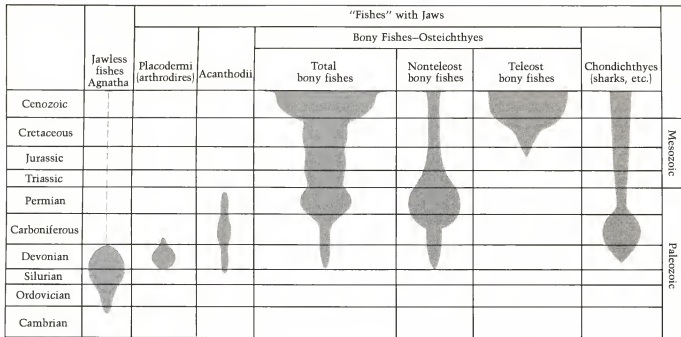 "Fishes" with Jaws
Bony Fishes–Osteichthyes
Jawless
fishes
Agnatha
Placodermi
(arthrodires)
Acanthodii
Total
bony fishes
Nonteleost
bony fishes
Teleost
bony fishes
Chondichthyes
(sharks, etc.)
Cenozoic
Cretaceous
Jurassic
Triassic
Permian
Carboniferous
Devonian
Silurian
Ordovician
Cambrian
Mesozoic
Paleozoic